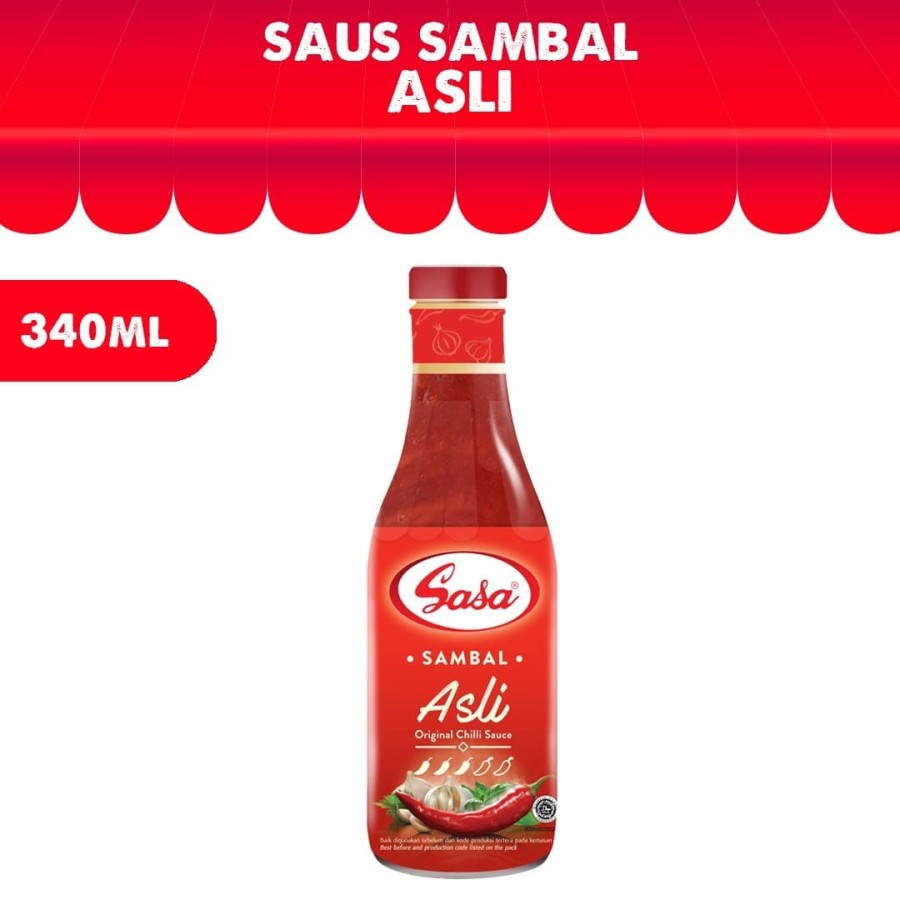 SAUS SAMBAL
ASLI
340ML
Sasa®
• SAMBAL •
Asli
Original Chilli Sauce
Baik digunakan sebelum dan kode produksi tertera pada kemasan
Best before and production code listed on the pack